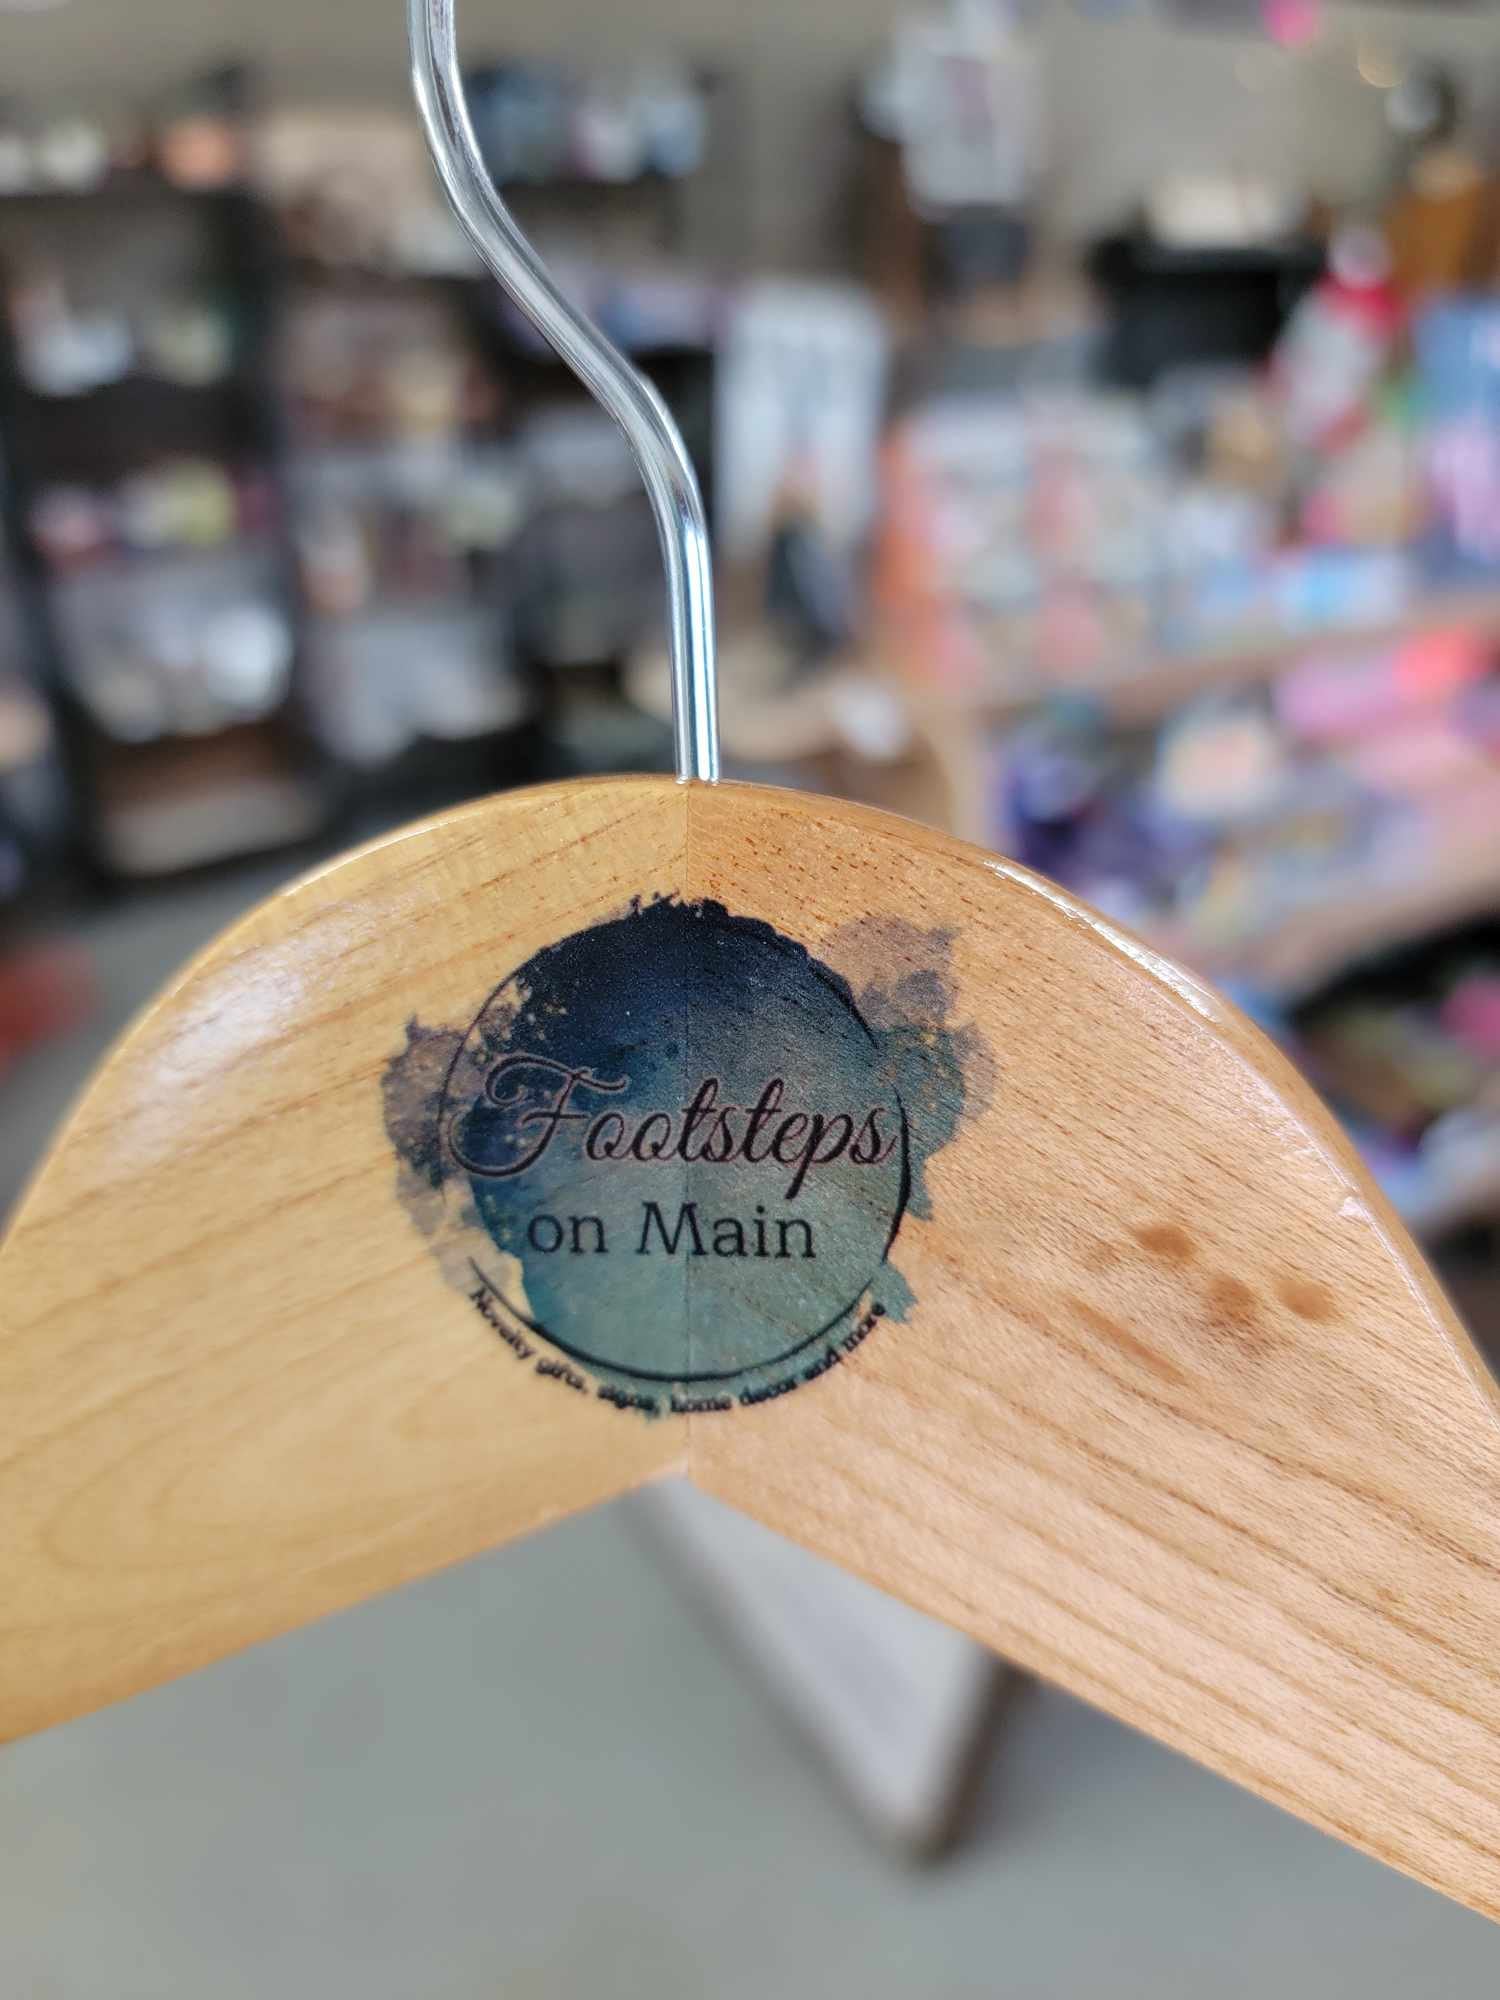 Footsteps
on Main
Novelty gifts, signs, home decor and more